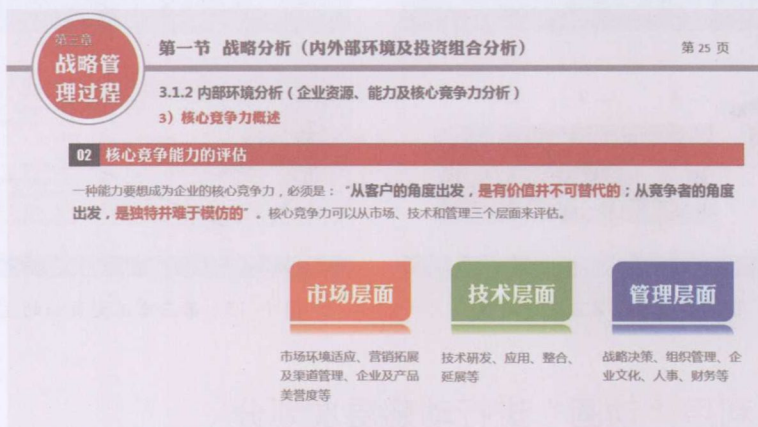 第三章
战略管
理过程
第一节 战略分析（内外部环境及投资组合分析）
第 25 页
3.1.2 内部环境分析（企业资源、能力及核心竞争力分析）
3）核心竞争力概述
02 核心竞争能力的评估
一种能力要想成为企业的核心竞争力，必须是：“从客户的角度出发，是有价值并不可替代的；从竞争者的角度
出发，是独特并难于模仿的”。核心竞争力可以从市场、技术和管理三个层面来评估。
市场层面
市场环境适应、营销拓展
及渠道管理、企业及产品
美誉度等
技术层面
技术研发、应用、整合、
延展等
管理层面
战略决策、组织管理、企
业文化、人事、财务等